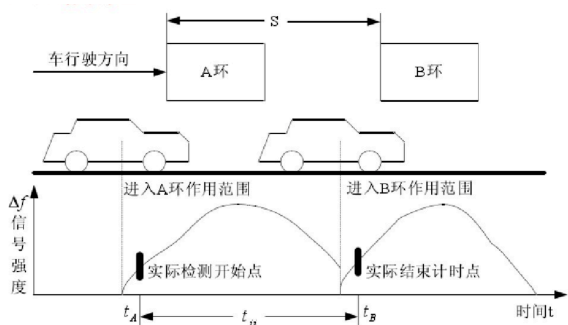 S
车行驶方向
A环
B环
进入A环作用范围
进入B环作用范围
Δf
信号强度
实际检测开始点
实际结束计时点
tA
tu
tB
时间t